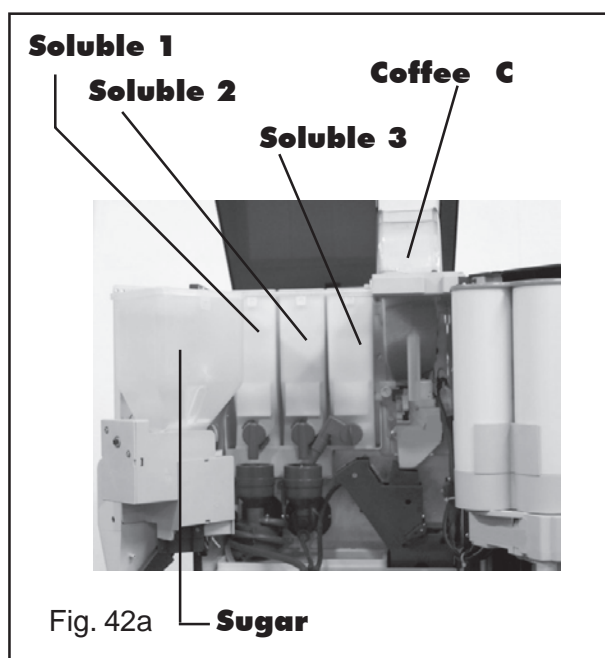 Soluble 1
Coffee C
Soluble 2
Soluble 3
Fig. 42a
Sugar